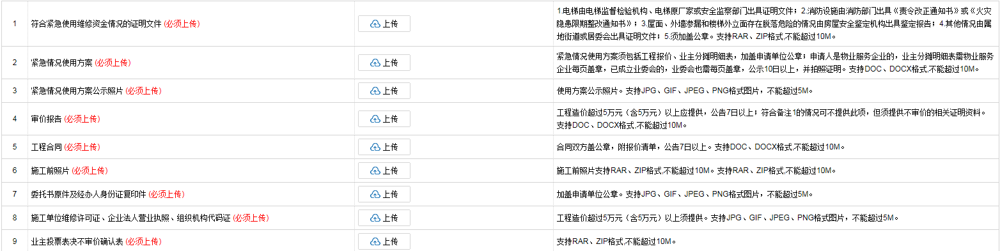 1 符合紧急使用维修资金情况的证明文件 (必须上传) 上传 1.电梯由电梯监督检验机构、电梯原厂家或安全监察部门出具证明文件；2.消防设施由消防部门出具《责令改正通知书》或《火灾
隐患限期整改通知书》；3.屋面、外墙渗漏和楼梯外立面存在脱落危险的情况由房屋安全鉴定机构出具鉴定报告；4.其他情况由属
地街道或居委会出具证明文件；5.须加盖公章。支持RAR、ZIP格式,不能超过10M。
2 紧急情况使用方案 (必须上传) 上传 紧急情况使用方案须包括工程报价、业主分摊明细表，加盖申请单位公章；申请人是物业服务企业的，业主分摊明细表需物业服务
企业每页盖章，已成立业委会的，业委会也需每页盖章，公示10日以上，并拍照证明。支持DOC、DOCX格式,不能超过10M。
3 紧急情况使用方案公示照片 (必须上传) 上传 使用方案公示照片。支持JPG、GIF、JPEG、PNG格式图片，不能超过5M。
4 审价报告 (必须上传) 上传 工程造价超过5万元（含5万元）以上应提供，公告7日以上；符合备注1的情况可不提供此项，但须提供不审价的相关证明资料。
支持DOC、DOCX格式,不能超过10M。
5 工程合同 (必须上传) 上传 合同双方盖公章，附报价清单，公告7日以上。支持DOC、DOCX格式,不能超过10M。
6 施工前照片 (必须上传) 上传 施工前照片支持RAR、ZIP格式,不能超过10M。支持RAR、ZIP格式,不能超过10M。
7 委托书原件及经办人身份证复印件 (必须上传) 上传 加盖申请单位公章。支持JPG、GIF、JPEG、PNG格式图片，不能超过5M。
8 施工单位维修许可证、企业法人营业执照、组织机构代码证 (必须上传) 上传 工程造价超过5万元（含5万元）以上须提供。支持JPG、GIF、JPEG、PNG格式图片，不能超过5M。
9 业主投票表决不审价确认表 (必须上传) 上传 支持RAR、ZIP格式,不能超过10M。